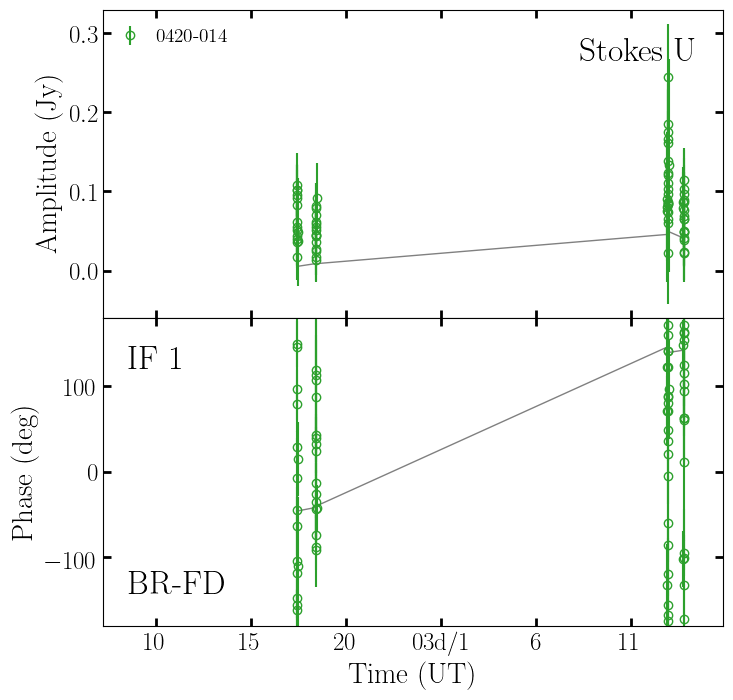 0420-014
Stokes U
0.3
0.2
0.1
0.0
Amplitude (Jy)
IF 1
100
0
−100
Phase (deg)
BR-FD
10 15 20 03d/1 6 11
Time (UT)